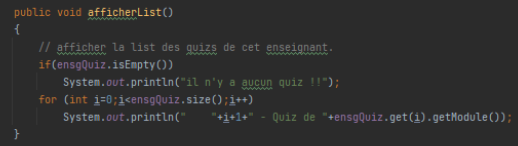 public void afficherList()
{
// afficher la list des quizs de cet enseignant.
if(ensgQuiz.isEmpty())
System.out.println("il n'y a aucun quiz !!");
for (int i=0;i<ensgQuiz.size();i++)
System.out.println("    "+i+1+" - Quiz de "+ensgQuiz.get(i).getModule());
}